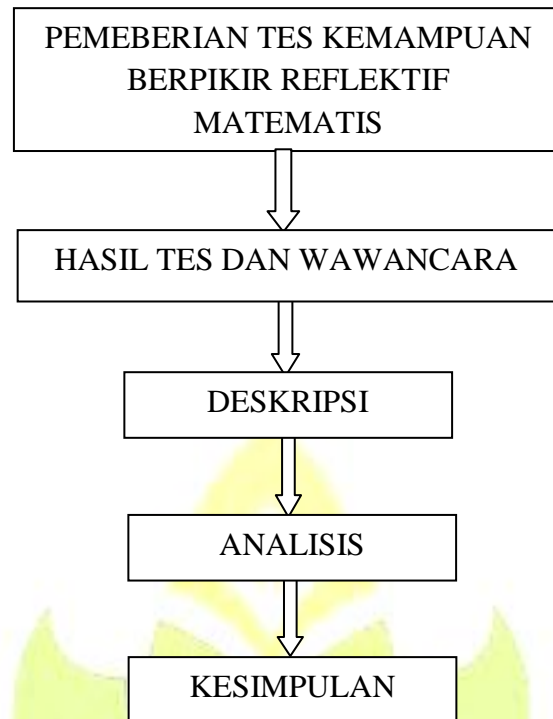 PEMEBERIAN TES KEMAMPUAN
BERPIKIR REFLEKTIF
MATEMATIS
HASIL TES DAN WAWANCARA
DESKRIPSI
ANALISIS
KESIMPULAN